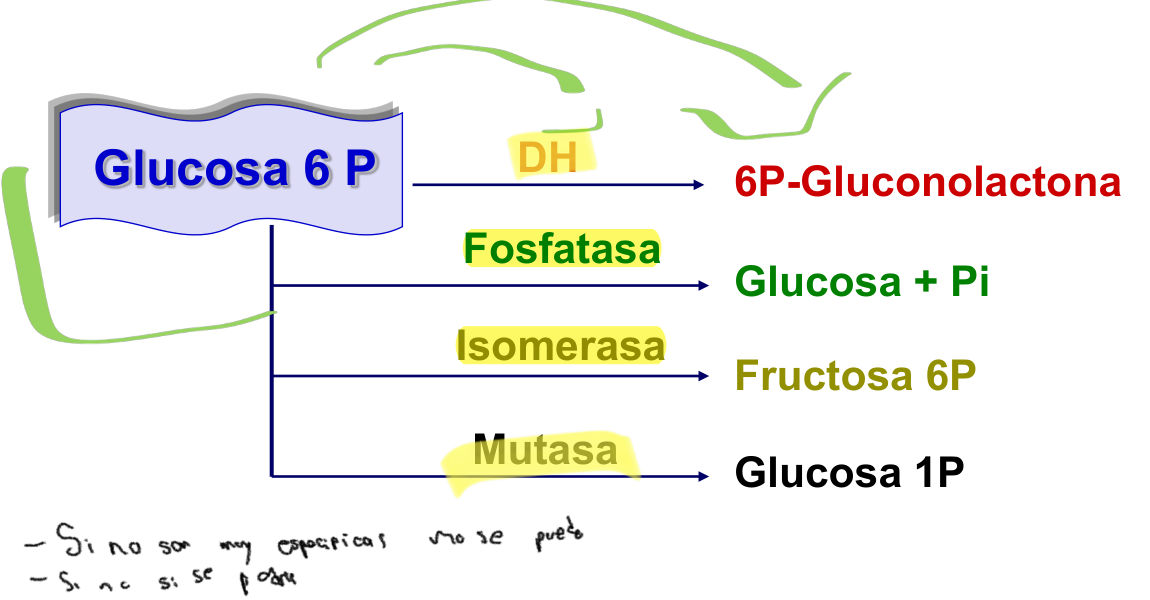 Glucosa 6 P
DH
6P-Gluconolactona
Fosfatasa
Glucosa + Pi
Isomerasa
Fructosa 6P
Mutasa
Glucosa 1P
- Si no son muy especificas no se puede
- Si no si se